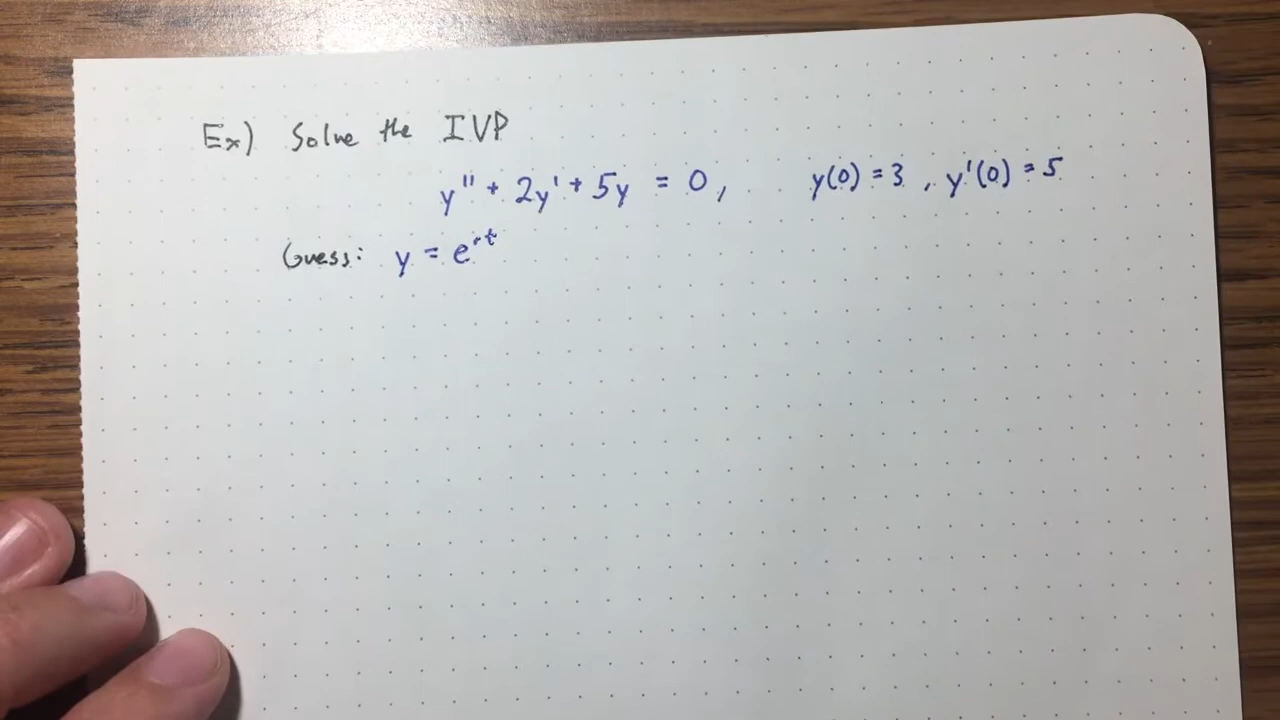 Ex) Solve the IVP
y'' + 2y' + 5y = 0, y(0) = 3, y'(0) = 5
Guess: y = e^{rt}